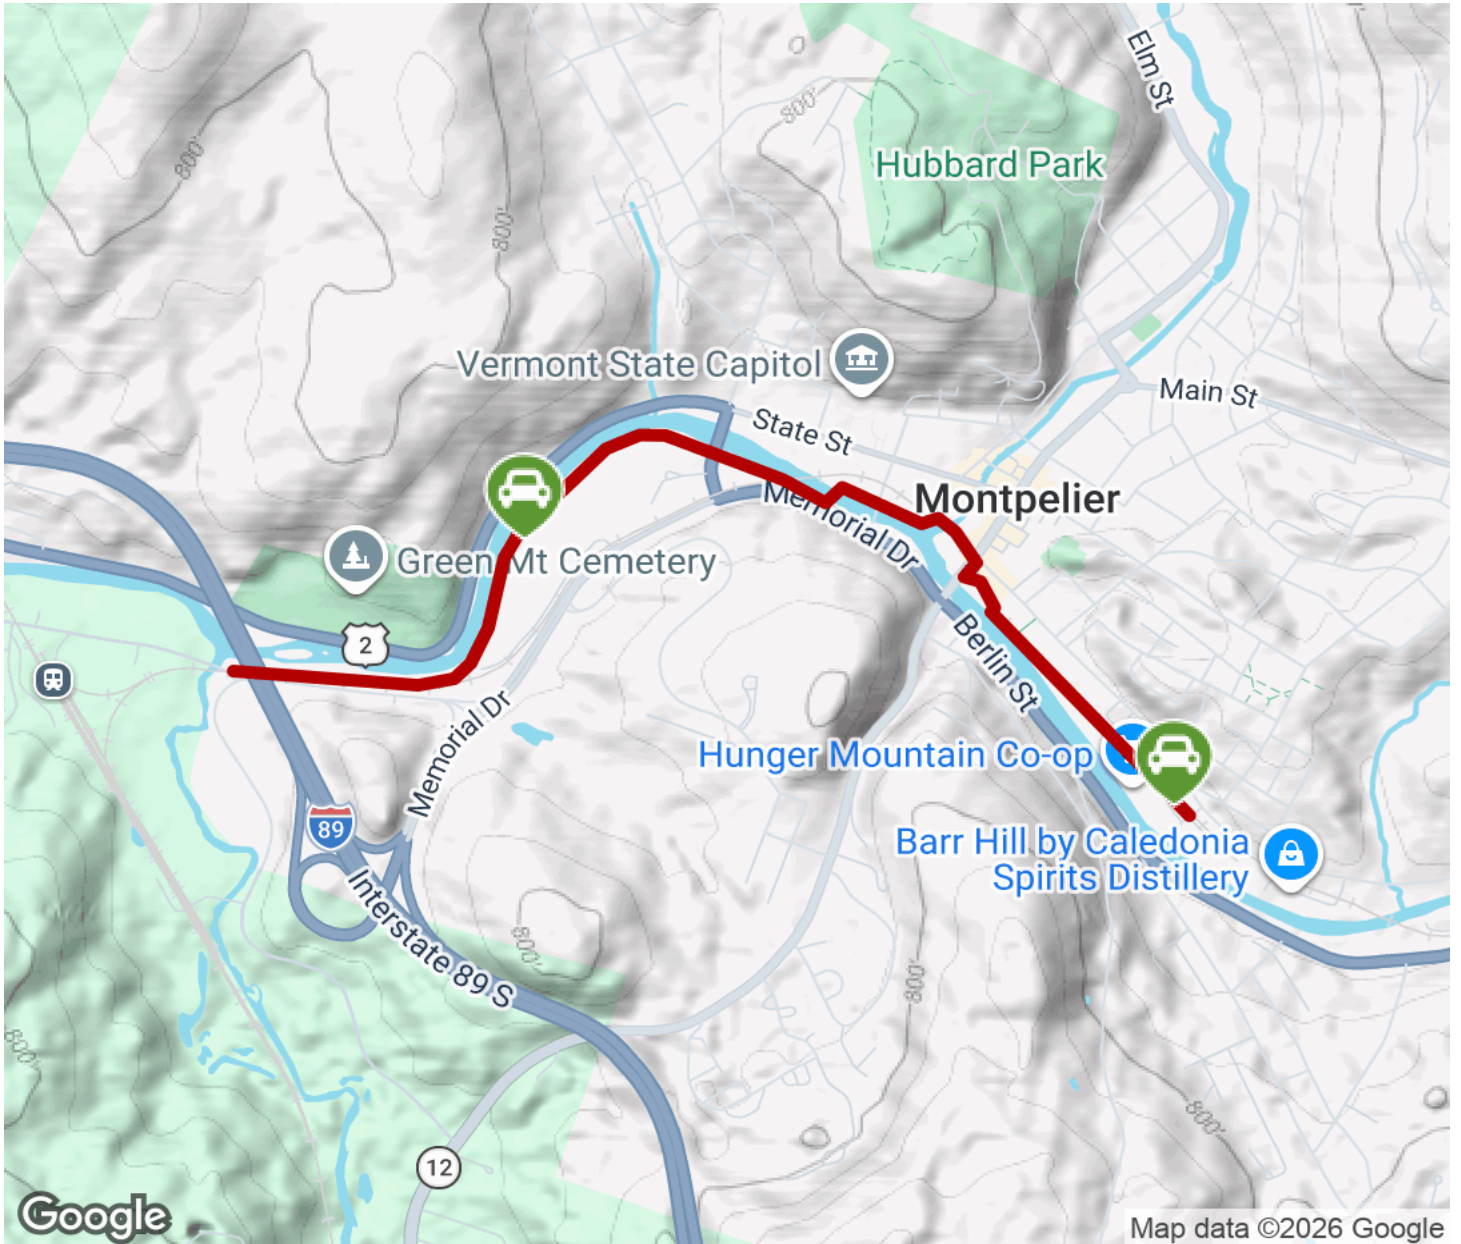 Elm St
800'
800'
Hubbard Park
800'
Vermont State Capitol
Main St
State St
Montpelier
Memorial Dr
Green Mt Cemetery
2
Berlin St
Memorial Dr
Hunger Mountain Co-op
89
Barr Hill by Caledonia
Spirits Distillery
Interstate 89 S
800'
800'
800'
800'
12
Google
Map data ©2026 Google